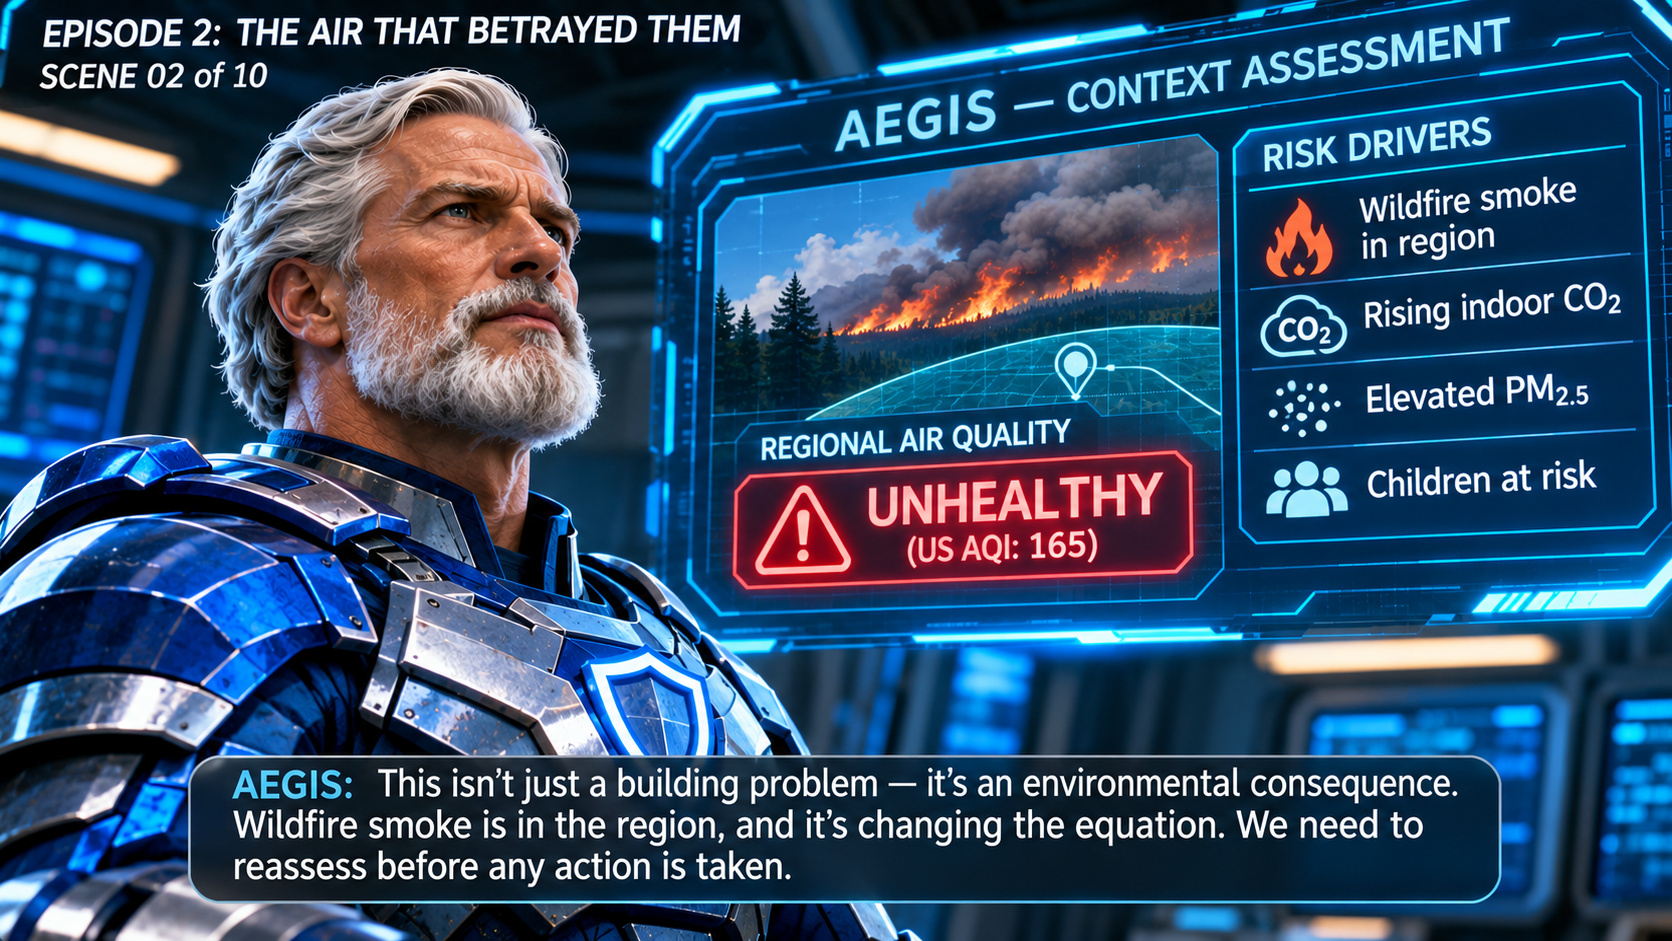 EPISODE 2: THE AIR THAT BETRAYED THEM
SCENE 02 of 10
AEGIS — CONTEXT ASSESSMENT
REGIONAL AIR QUALITY
UNHEALTHY
(US AQI: 165)
RISK DRIVERS
Wildfire smoke
in region
CO₂
Rising indoor CO₂
Elevated PM₂.₅
Children at risk
AEGIS: This isn't just a building problem — it's an environmental consequence.
Wildfire smoke is in the region, and it's changing the equation. We need to
reassess before any action is taken.